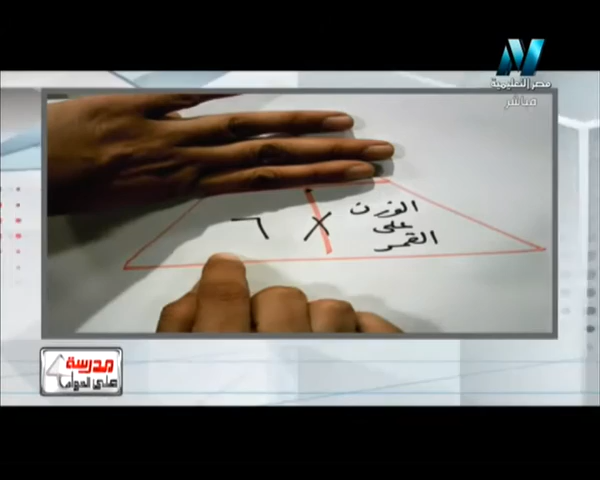 مصر التعليمية
مباشر
الوزن
على
القمر
× ٦
مدرسة
على الهواء